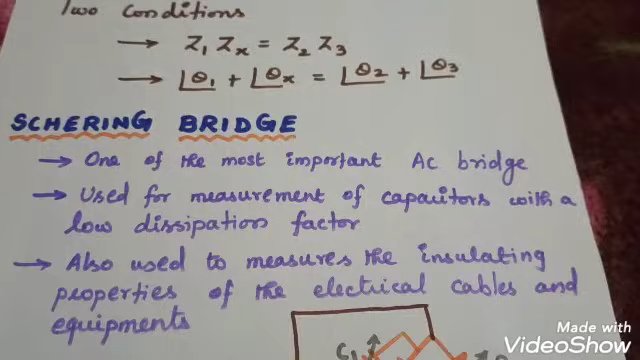 Two conditions
→ Z₁ Zₓ = Z₂ Z₃
→ ∠θ₁ + ∠θₓ = ∠θ₂ + ∠θ₃
SCHERING BRIDGE
→ One of the most important Ac bridge
→ Used for measurement of capacitors with a
low dissipation factor
→ Also used to measures the insulating
properties of the electrical cables and
equipments
C₁
Made with
VideoShow